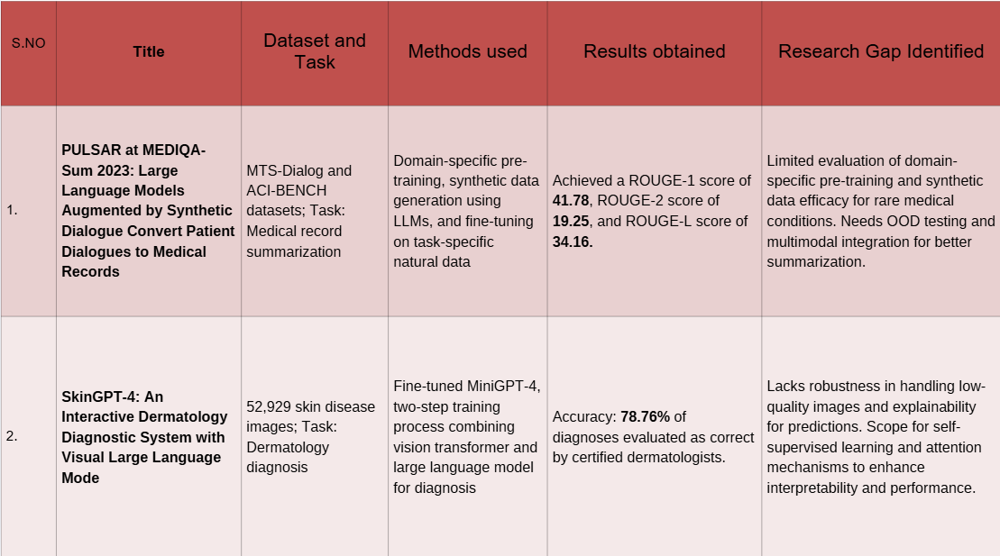 S.NO
Title
Dataset and
Task
Methods used
Results obtained
Research Gap Identified
1.
PULSAR at MEDIQA-
Sum 2023: Large
Language Models
Augmented by Synthetic
Dialogue Convert Patient
Dialogues to Medical
Records
MTS-Dialog and
ACI-BENCH
datasets; Task:
Medical record
summarization
Domain-specific pre-
training, synthetic data
generation using
LLMs, and fine-tuning
on task-specific
natural data
Achieved a ROUGE-1 score of
41.78, ROUGE-2 score of
19.25, and ROUGE-L score of
34.16.
Limited evaluation of domain-
specific pre-training and synthetic
data efficacy for rare medical
conditions. Needs OOD testing and
multimodal integration for better
summarization.
2.
SkinGPT-4: An
Interactive Dermatology
Diagnostic System with
Visual Large Language
Mode
52,929 skin disease
images; Task:
Dermatology
diagnosis
Fine-tuned MiniGPT-4,
two-step training
process combining
vision transformer and
large language model
for diagnosis
Accuracy: 78.76% of
diagnoses evaluated as correct
by certified dermatologists.
Lacks robustness in handling low-
quality images and explainability
for predictions. Scope for self-
supervised learning and attention
mechanisms to enhance
interpretability and performance.